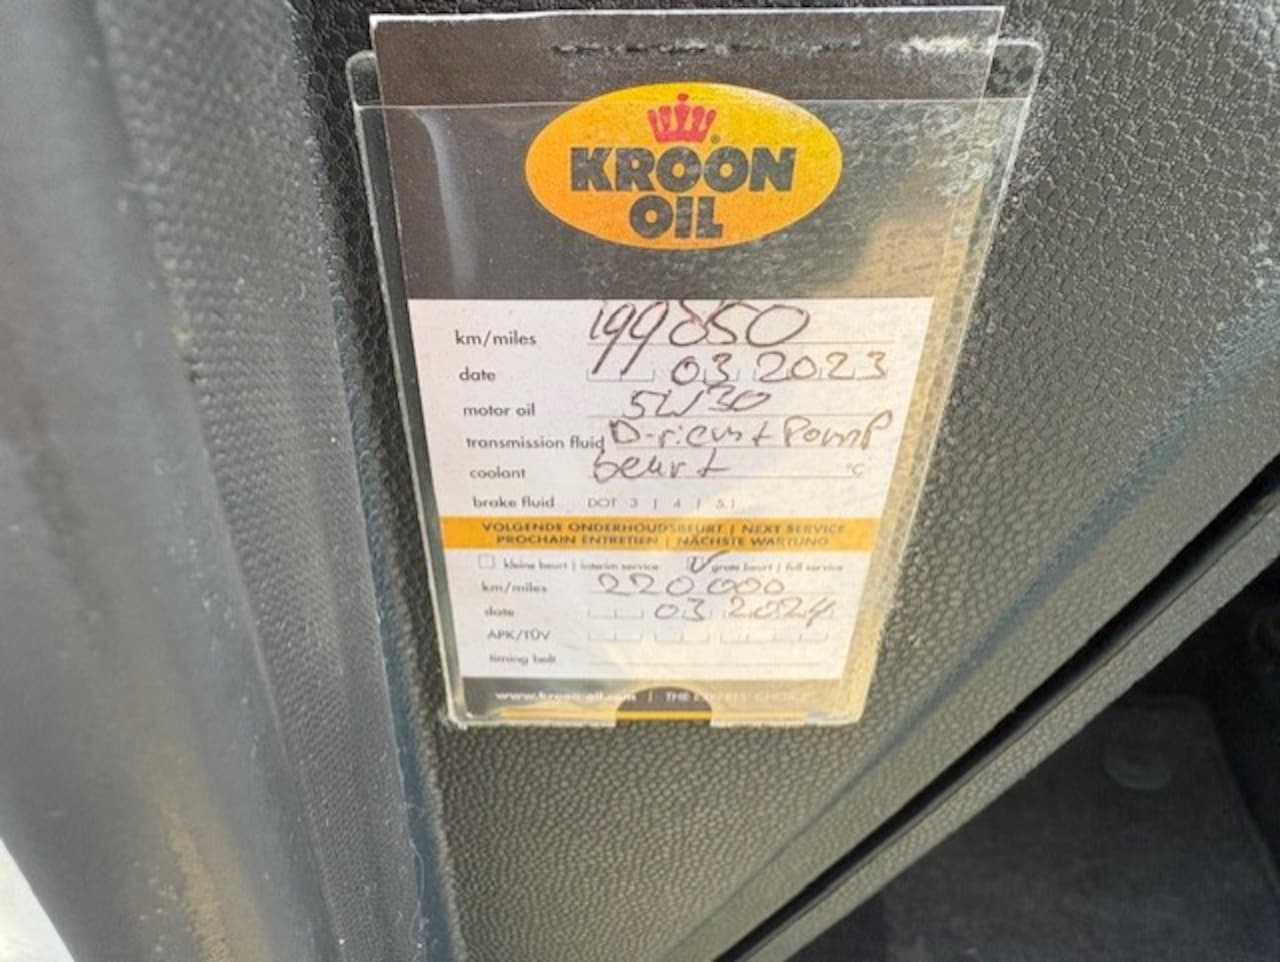 KROON
OIL
km/miles 199850
date 03 2023
motor oil 5W30
transmission fluid D-riem + Pomp
coolant beurt °C
brake fluid DOT 3 | 4 | 5.1
VOLGENDE ONDERHOUDSBEURT | NEXT SERVICE
PROCHAIN ENTRETIEN | NÄCHSTE WARTUNG
kleine beurt | interim service grote beurt | full service
km/miles 220.000
date 03 2024
APK/TÜV
timing belt
www.kroon-oil.com | THE EXPERTS' CHOICE